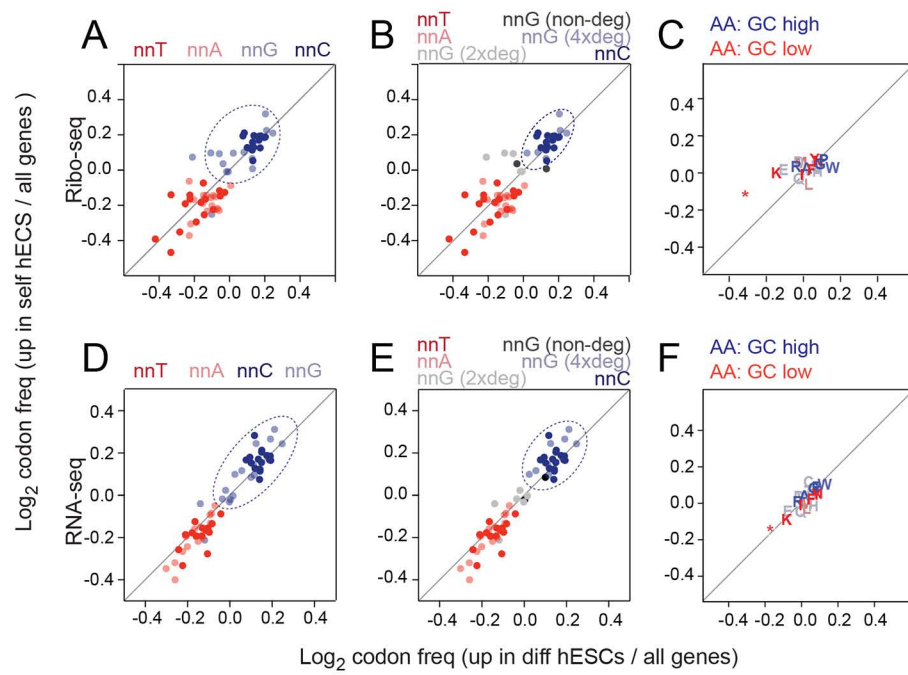 A
nnT nnA nnG nnC
B
nnT nnG (non-deg)
nnA nnG (4xdeg)
nnG (2xdeg) nnC
C
AA: GC high
AA: GC low
Log2 codon freq (up in self hECS / all genes )
Ribo-seq
0.4
0.2
0.0
-0.2
-0.4
-0.4 -0.2 0.0 0.2 0.4
0.4
0.2
0.0
-0.2
-0.4
-0.4 -0.2 0.0 0.2 0.4
0.4
0.2
0.0
-0.2
-0.4
K
E
R
A
L
W
P
*
-0.4 -0.2 0.0 0.2 0.4
D
nnT nnA nnC nnG
E
nnT nnG (non-deg)
nnA nnG (4xdeg)
nnG (2xdeg) nnC
F
AA: GC high
AA: GC low
RNA-seq
0.4
0.2
0.0
-0.2
-0.4
-0.4 -0.2 0.0 0.2 0.4
0.4
0.2
0.0
-0.2
-0.4
-0.4 -0.2 0.0 0.2 0.4
0.4
0.2
0.0
-0.2
-0.4
C
W
R
A
E
K
H
*
-0.4 -0.2 0.0 0.2 0.4
Log2 codon freq (up in diff hESCs / all genes)